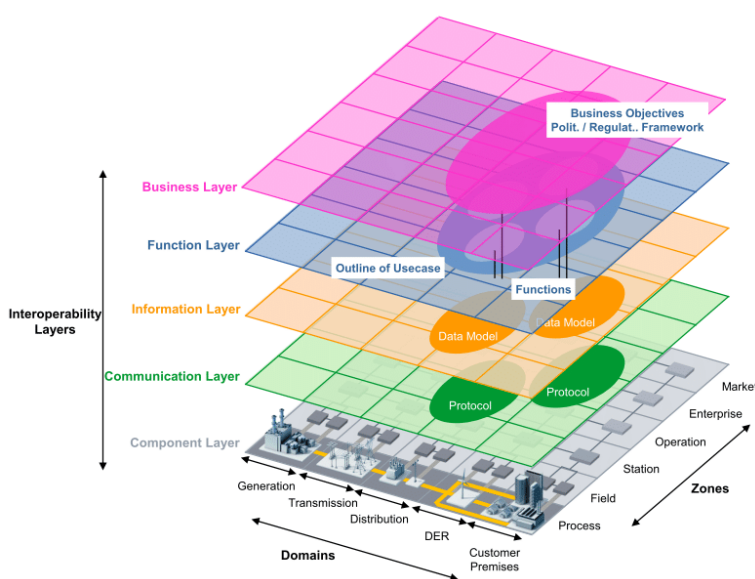 Business Objectives
Polit. / Regulat.. Framework
Business Layer
Function Layer
Outline of Usecase
Functions
Interoperability
Layers
Information Layer
Data Model
Data Model
Communication Layer
Protocol
Protocol
Component Layer
Market
Enterprise
Operation
Station
Field
Process
Zones
Generation
Transmission
Distribution
DER
Customer
Premises
Domains